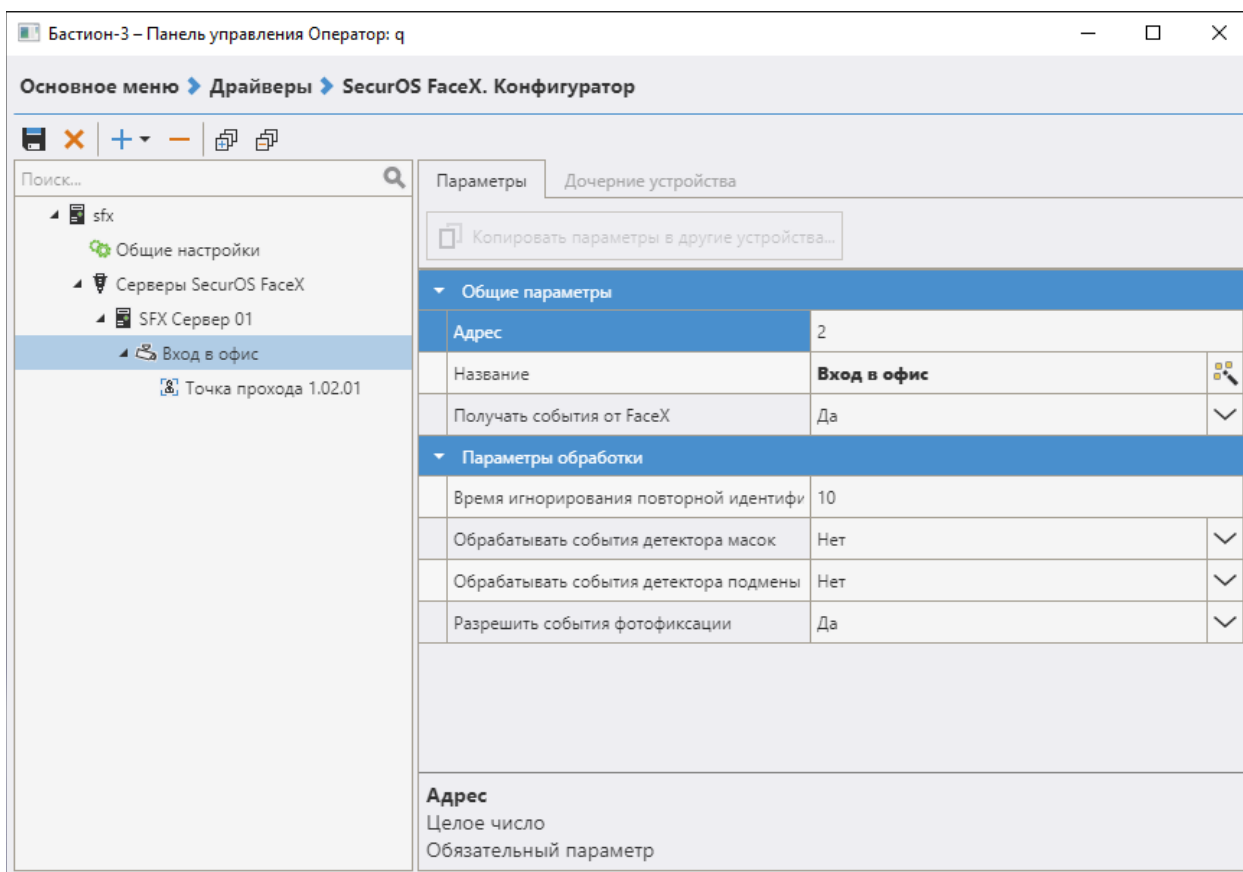 Бастион-3 – Панель управления Оператор: q
Основное меню Драйверы SecurOS FaceX. Конфигуратор
Поиск...
sfx
Общие настройки
Серверы SecurOS FaceX
SFX Сервер 01
Вход в офис
Точка прохода 1.02.01
Параметры Дочерние устройства
Копировать параметры в другие устройства...
Общие параметры
Адрес 2
Название Вход в офис
Получать события от FaceX Да
Параметры обработки
Время игнорирования повторной идентифи 10
Обрабатывать события детектора масок Нет
Обрабатывать события детектора подмены Нет
Разрешить события фотофиксации Да
Адрес
Целое число
Обязательный параметр